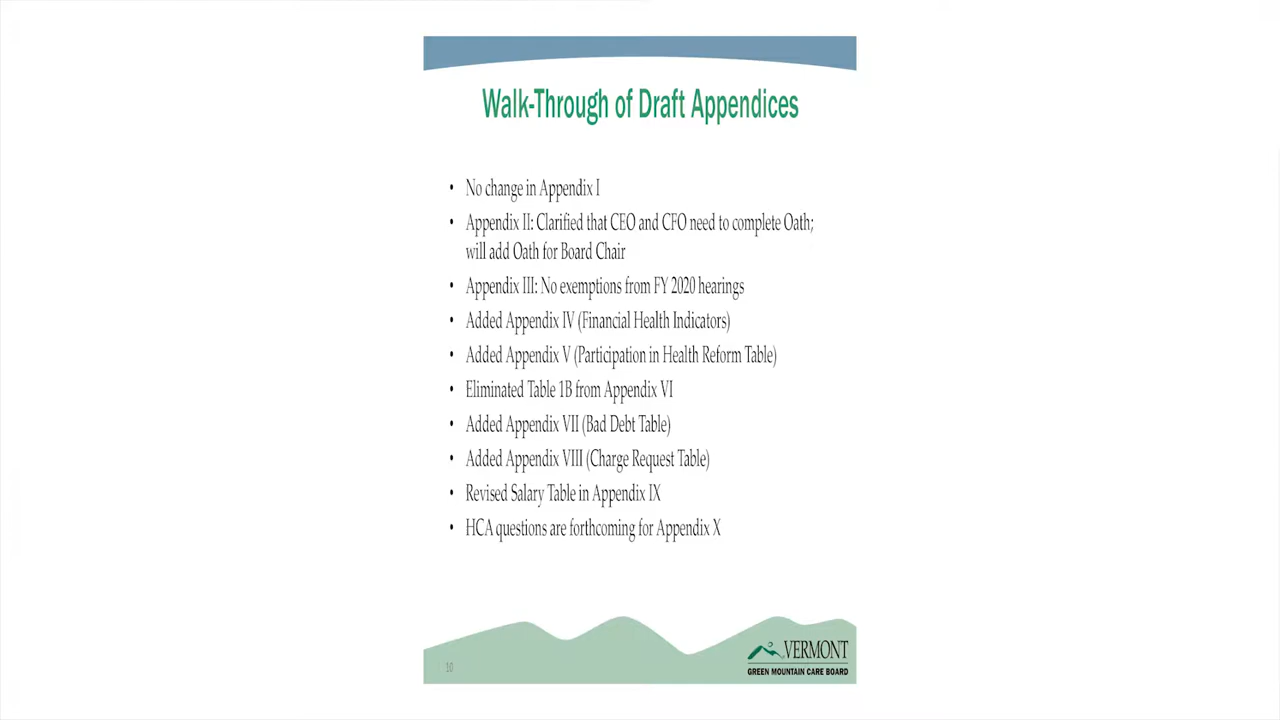 Walk-Through of Draft Appendices
• No change in Appendix I
• Appendix II: Clarified that CEO and CFO need to complete Oath;
will add Oath for Board Chair
• Appendix III: No exemptions from FY 2020 hearings
• Added Appendix IV (Financial Health Indicators)
• Added Appendix V (Participation in Health Reform Table)
• Eliminated Table 1B from Appendix VI
• Added Appendix VII (Bad Debt Table)
• Added Appendix VIII (Charge Request Table)
• Revised Salary Table in Appendix IX
• HCA questions are forthcoming for Appendix X
10
VERMONT
GREEN MOUNTAIN CARE BOARD